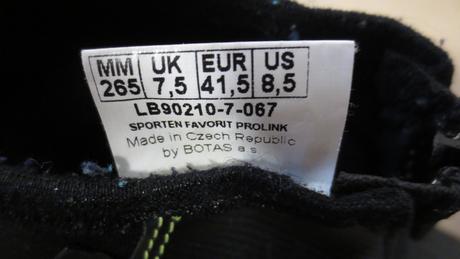 MM UK EUR US
265 7,5 41,5 8,5
LB90210-7-067
SPORTEN FAVORIT PROLINK
Made in Czech Republic
by BOTAS a.s.